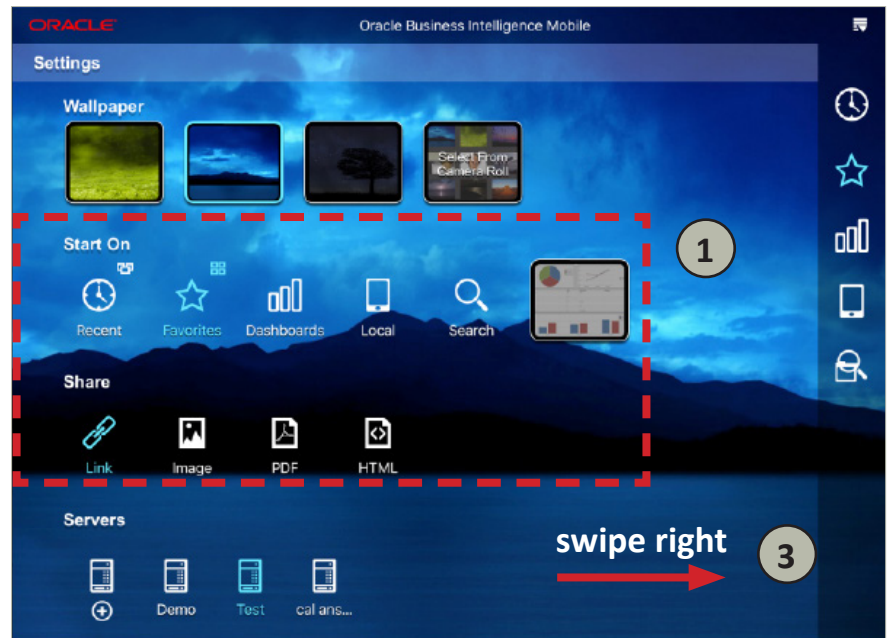 ORACLE
Oracle Business Intelligence Mobile
Settings
Wallpaper
Select From
Camera Roll
Start On
1
Recent
Favorites
Dashboards
Local
Search
Share
Link
Image
PDF
HTML
Servers
swipe right
3
Demo
Test
cal ans...